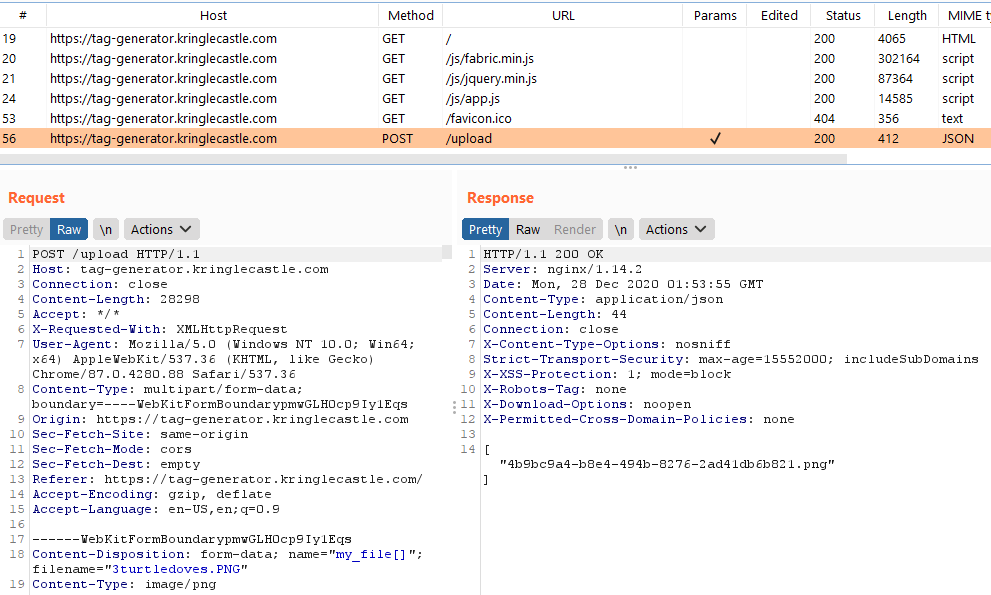 # Host Method URL Params Edited Status Length MIME ty
19 https://tag-generator.kringlecastle.com GET / 200 4065 HTML
20 https://tag-generator.kringlecastle.com GET /js/fabric.min.js 200 302164 script
21 https://tag-generator.kringlecastle.com GET /js/jquery.min.js 200 87364 script
24 https://tag-generator.kringlecastle.com GET /js/app.js 200 14585 script
53 https://tag-generator.kringlecastle.com GET /favicon.ico 404 356 text
56 https://tag-generator.kringlecastle.com POST /upload ✓ 200 412 JSON
Request
Pretty Raw \n Actions
1 POST /upload HTTP/1.1
2 Host: tag-generator.kringlecastle.com
3 Connection: close
4 Content-Length: 28298
5 Accept: */*
6 X-Requested-With: XMLHttpRequest
7 User-Agent: Mozilla/5.0 (Windows NT 10.0; Win64;
x64) AppleWebKit/537.36 (KHTML, like Gecko)
Chrome/87.0.4280.88 Safari/537.36
8 Content-Type: multipart/form-data;
boundary=----WebKitFormBoundarypmwGLHOcp9Iy1Eqs
9 Origin: https://tag-generator.kringlecastle.com
10 Sec-Fetch-Site: same-origin
11 Sec-Fetch-Mode: cors
12 Sec-Fetch-Dest: empty
13 Referer: https://tag-generator.kringlecastle.com/
14 Accept-Encoding: gzip, deflate
15 Accept-Language: en-US,en;q=0.9
16
17 ------WebKitFormBoundarypmwGLHOcp9Iy1Eqs
18 Content-Disposition: form-data; name="my_file[]";
filename="3turtledoves.PNG"
19 Content-Type: image/png
Response
Pretty Raw Render \n Actions
1 HTTP/1.1 200 OK
2 Server: nginx/1.14.2
3 Date: Mon, 28 Dec 2020 01:53:55 GMT
4 Content-Type: application/json
5 Content-Length: 44
6 Connection: close
7 X-Content-Type-Options: nosniff
8 Strict-Transport-Security: max-age=15552000; includeSubDomains
9 X-XSS-Protection: 1; mode=block
10 X-Robots-Tag: none
11 X-Download-Options: noopen
12 X-Permitted-Cross-Domain-Policies: none
13
14 [
"4b9bc9a4-b8e4-494b-8276-2ad41db6b821.png"
]